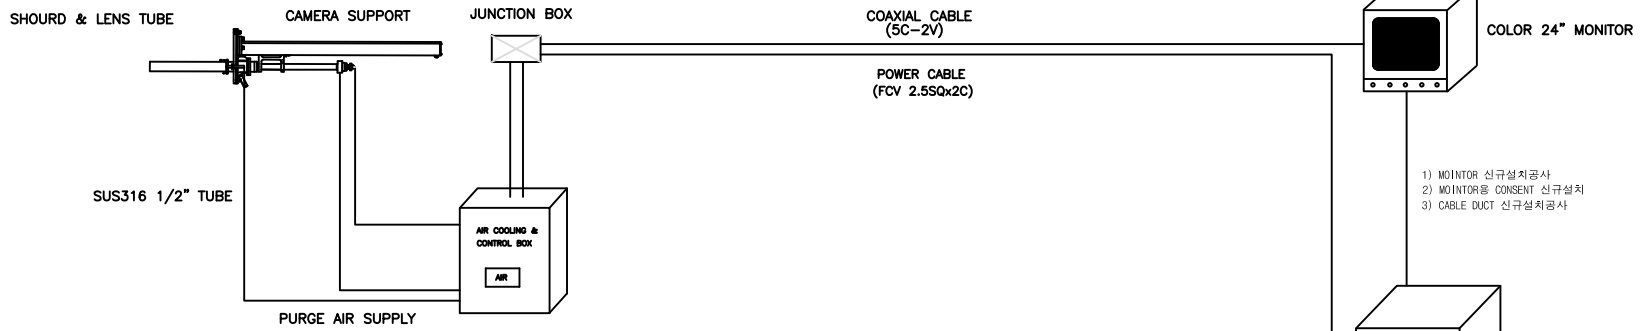 SHOURD & LENS TUBE
CAMERA SUPPORT
JUNCTION BOX
COAXIAL CABLE
(5C-2V)
COLOR 24" MONITOR
POWER CABLE
(FCV 2.5SQx2C)
1) MOINTOR 신규설치공사
2) MOINTOR용 CONSENT 신규설치
3) CABLE DUCT 신규설치공사
SUS316 1/2" TUBE
AIR COOLING &
CONTROL BOX
AIR
PURGE AIR SUPPLY